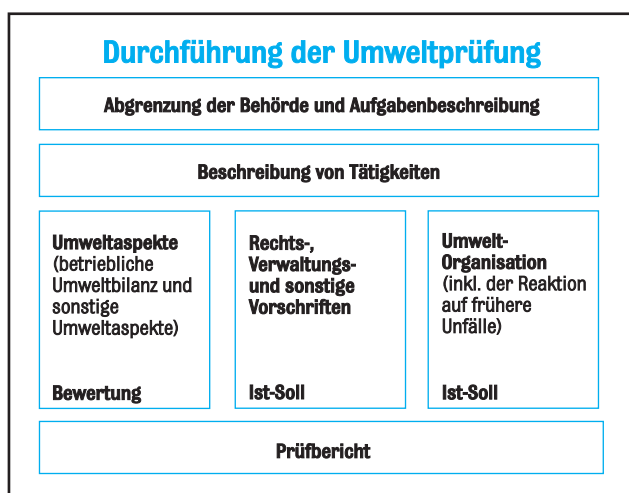 Durchführung der Umweltprüfung
Abgrenzung der Behörde und Aufgabenbeschreibung
Beschreibung von Tätigkeiten
Umweltaspekte
(betriebliche
Umweltbilanz und
sonstige
Umweltaspekte)
Bewertung
Rechts-,
Verwaltungs-
und sonstige
Vorschriften
Ist-Soll
Umwelt-
Organisation
(inkl. der Reaktion
auf frühere
Unfälle)
Ist-Soll
Prüfbericht